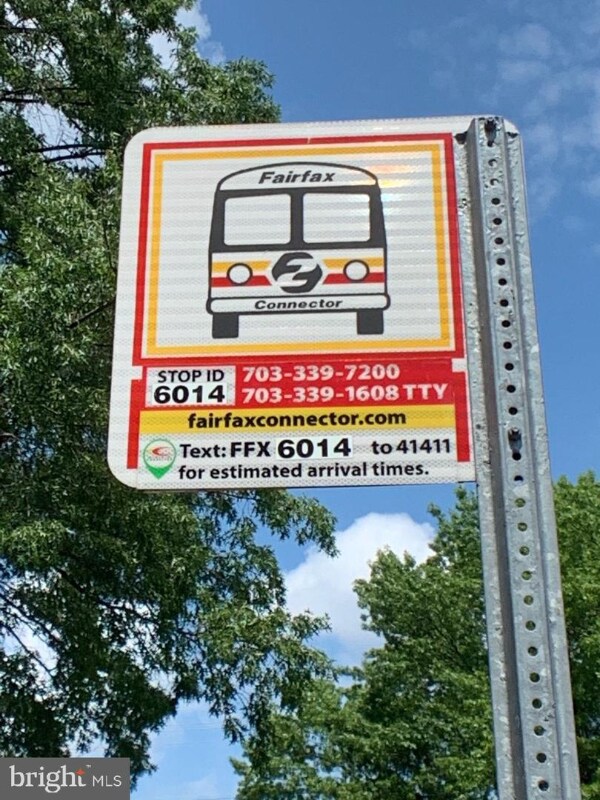 Fairfax
Connector
STOP ID 703-339-7200
6014 703-339-1608 TTY
fairfaxconnector.com
Text: FFX 6014 to 41411
for estimated arrival times.
bright MLS